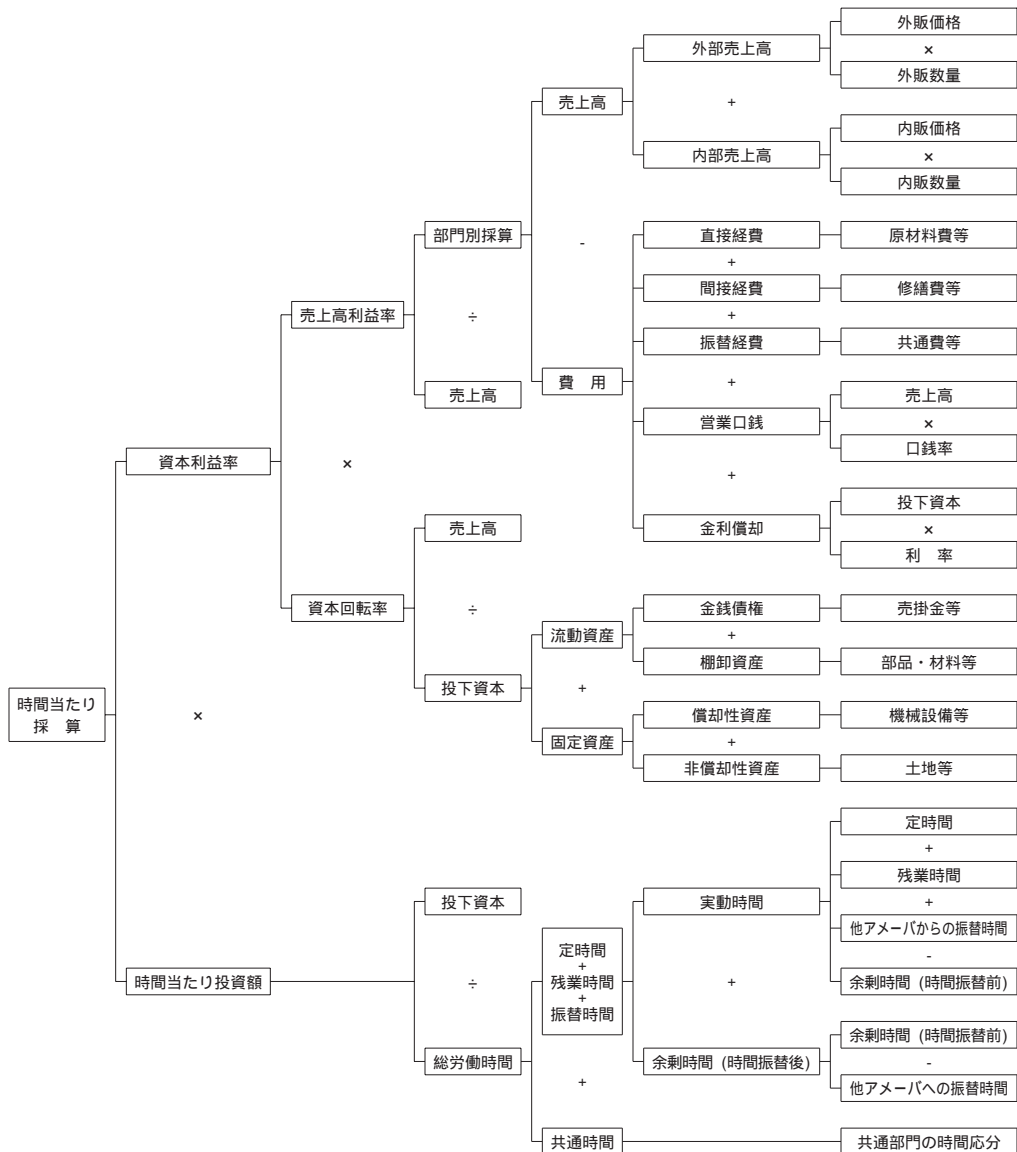 外販価格
外部売上高
×
外販数量
売上高
+
内販価格
内部売上高
×
内販数量
部門別採算
-
直接経費
原材料費等
+
間接経費
修繕費等
売上高利益率
÷
+
振替経費
共通費等
費 用
+
売上高
売上高
営業口銭
×
口銭率
資本利益率
×
+
投下資本
売上高
金利償却
×
利 率
資本回転率
÷
金銭債権
売掛金等
流動資産
+
棚卸資産
部品・材料等
投下資本
+
時間当たり
採 算
×
償却性資産
機械設備等
固定資産
+
非償却性資産
土地等
定時間
+
残業時間
投下資本
実動時間
+
他アメーバからの振替時間
定時間
+
残業時間
+
振替時間
-
時間当たり投資額
÷
+
余剰時間 (時間振替前)
余剰時間 (時間振替前)
総労働時間
余剰時間 (時間振替後)
-
+
他アメーバへの振替時間
共通時間
共通部門の時間応分